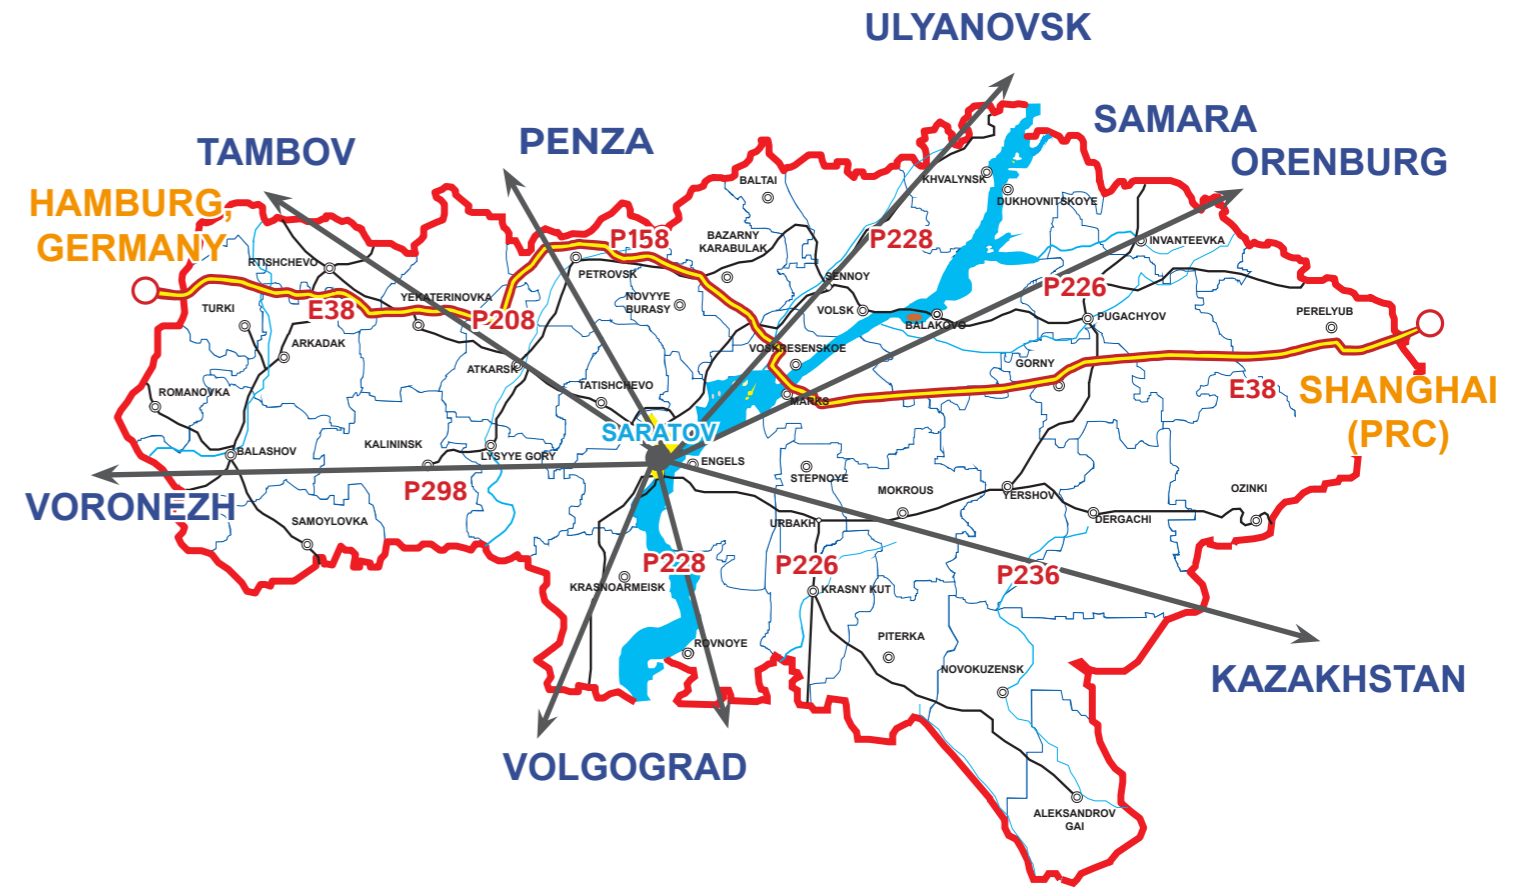 ULYANOVSK
SAMARA
PENZA
TAMBOV
ORENBURG
HAMBURG,
GERMANY
KHVALYNSK
BALTAI
DUKHOVNITSKOYE
P158
P228
BAZARNY
KARABULAK
INVANTEEVKA
RTISHCHEVO
PETROVSK
SENNOY
P226
YEKATERINOVKA
NOVYYE
BURASY
TURKI
E38
P208
VOLSK
BALAKOVO
PUGACHYOV
PERELYUB
ARKADAK
VOSKRESENSKOE
ATKARSK
GORNY
ROMANOVKA
TATISHCHEVO
MARKS
E38
SHANGHAI
(PRC)
SARATOV
KALININSK
BALASHOV
LYSYYE GORY
ENGELS
STEPNOYE
P298
MOKROUS
YERSHOV
OZINKI
VORONEZH
SAMOYLOVKA
URBAKH
DERGACHI
P228
P226
P236
KRASNOARMEISK
KRASNY KUT
ROVNOYE
PITERKA
NOVOKUZENSK
KAZAKHSTAN
VOLGOGRAD
ALEKSANDROV
GAI